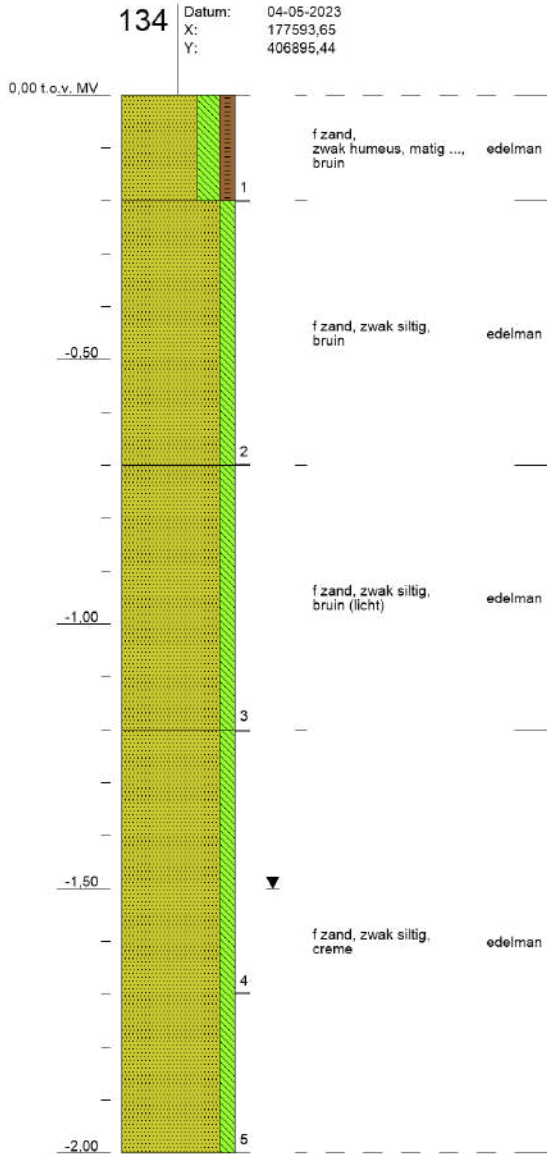 134
Datum: 04-05-2023
X: 177593,65
Y: 406895,44
0,00 t.o.v. MV
f zand,
zwak humeus, matig ...,
bruin
edelman
1
f zand, zwak siltig,
bruin
edelman
-0,50
2
f zand, zwak siltig,
bruin (licht)
edelman
-1,00
3
-1,50
f zand, zwak siltig,
creme
edelman
4
-2,00
5